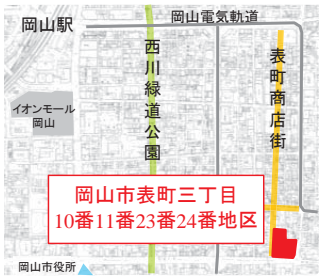 岡山駅
岡山電気軌道
西川緑道公園
表町商店街
イオンモール
岡山
岡山市表町三丁目
10番11番23番24番地区
岡山市役所